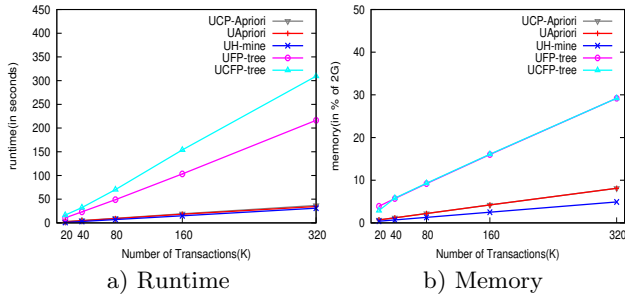 450
400
350
300
250
200
150
100
50
0
runtime(in seconds)
UCP-Apriori
UApriori
UH-mine
UFP-tree
UCFP-tree
20 40 80 160 320
Number of Transactions(K)
a) Runtime
50
40
30
20
10
0
memory(in % of 2G)
UCP-Apriori
UApriori
UH-mine
UFP-tree
UCFP-tree
20 40 80 160 320
Number of Transactions(K)
b) Memory